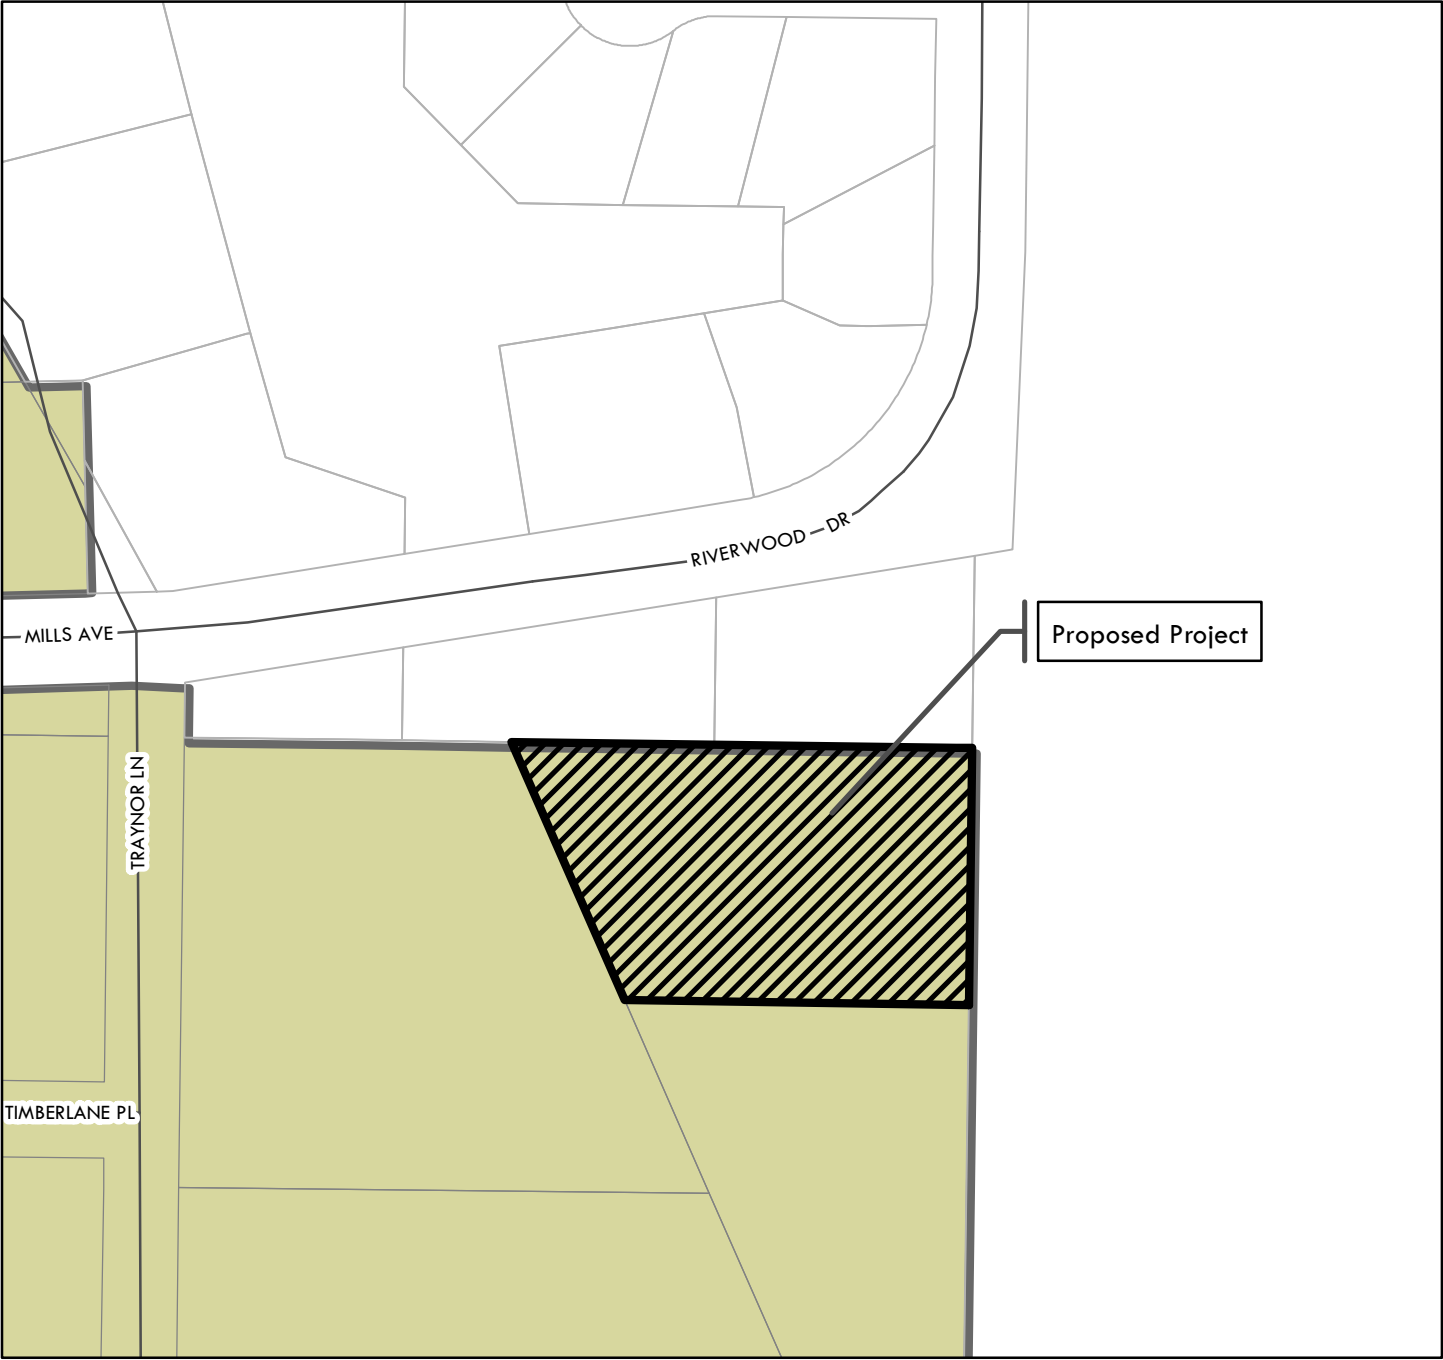 RIVERWOOD DR
MILLS AVE
Proposed Project
TRAYNOR LN
TIMBERLANE PL